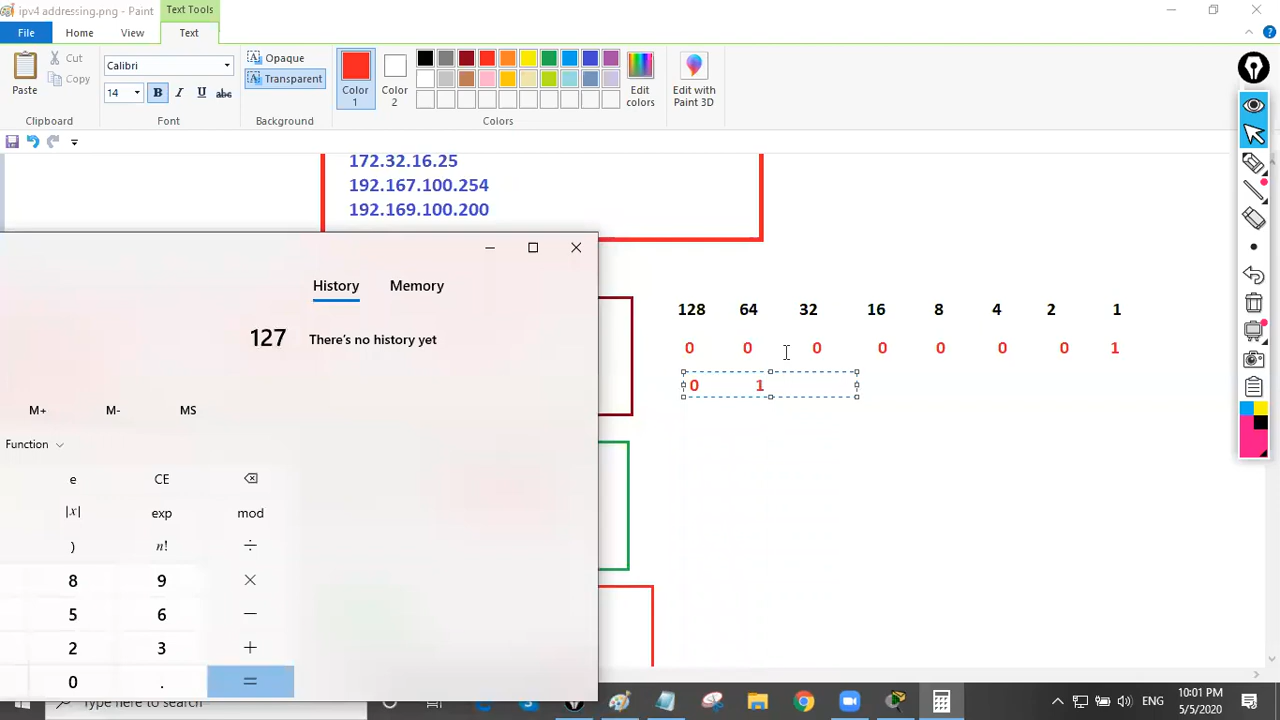 ipv4 addressing.png - Paint
Text Tools
File
Home
View
Text
Paste
Cut
Copy
Clipboard
Calibri
14
B I U abc
Font
Opaque
Transparent
Background
Color 1
Color 2
Edit colors
Edit with Paint 3D
Colors
172.32.16.25
192.167.100.254
192.169.100.200
128 64 32 16 8 4 2 1
0 0 0 0 0 0 0 1
0 1
History
Memory
127
There's no history yet
M+ M- MS
Function
e CE
|x| exp mod
) n! ÷
8 9 ×
5 6 −
2 3 +
0 . =
Type here to search
ENG
10:01 PM
5/5/2020